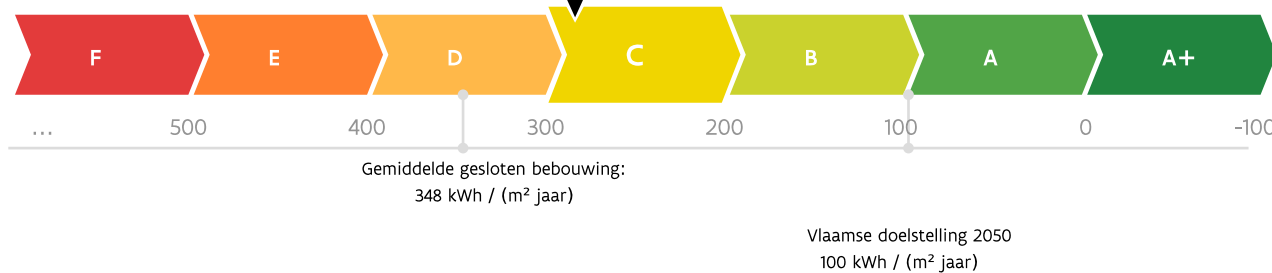 F E D C B A A+
... 500 400 300 200 100 0 -100
Gemiddelde gesloten bebouwing:
348 kWh / (m² jaar)
Vlaamse doelstelling 2050
100 kWh / (m² jaar)